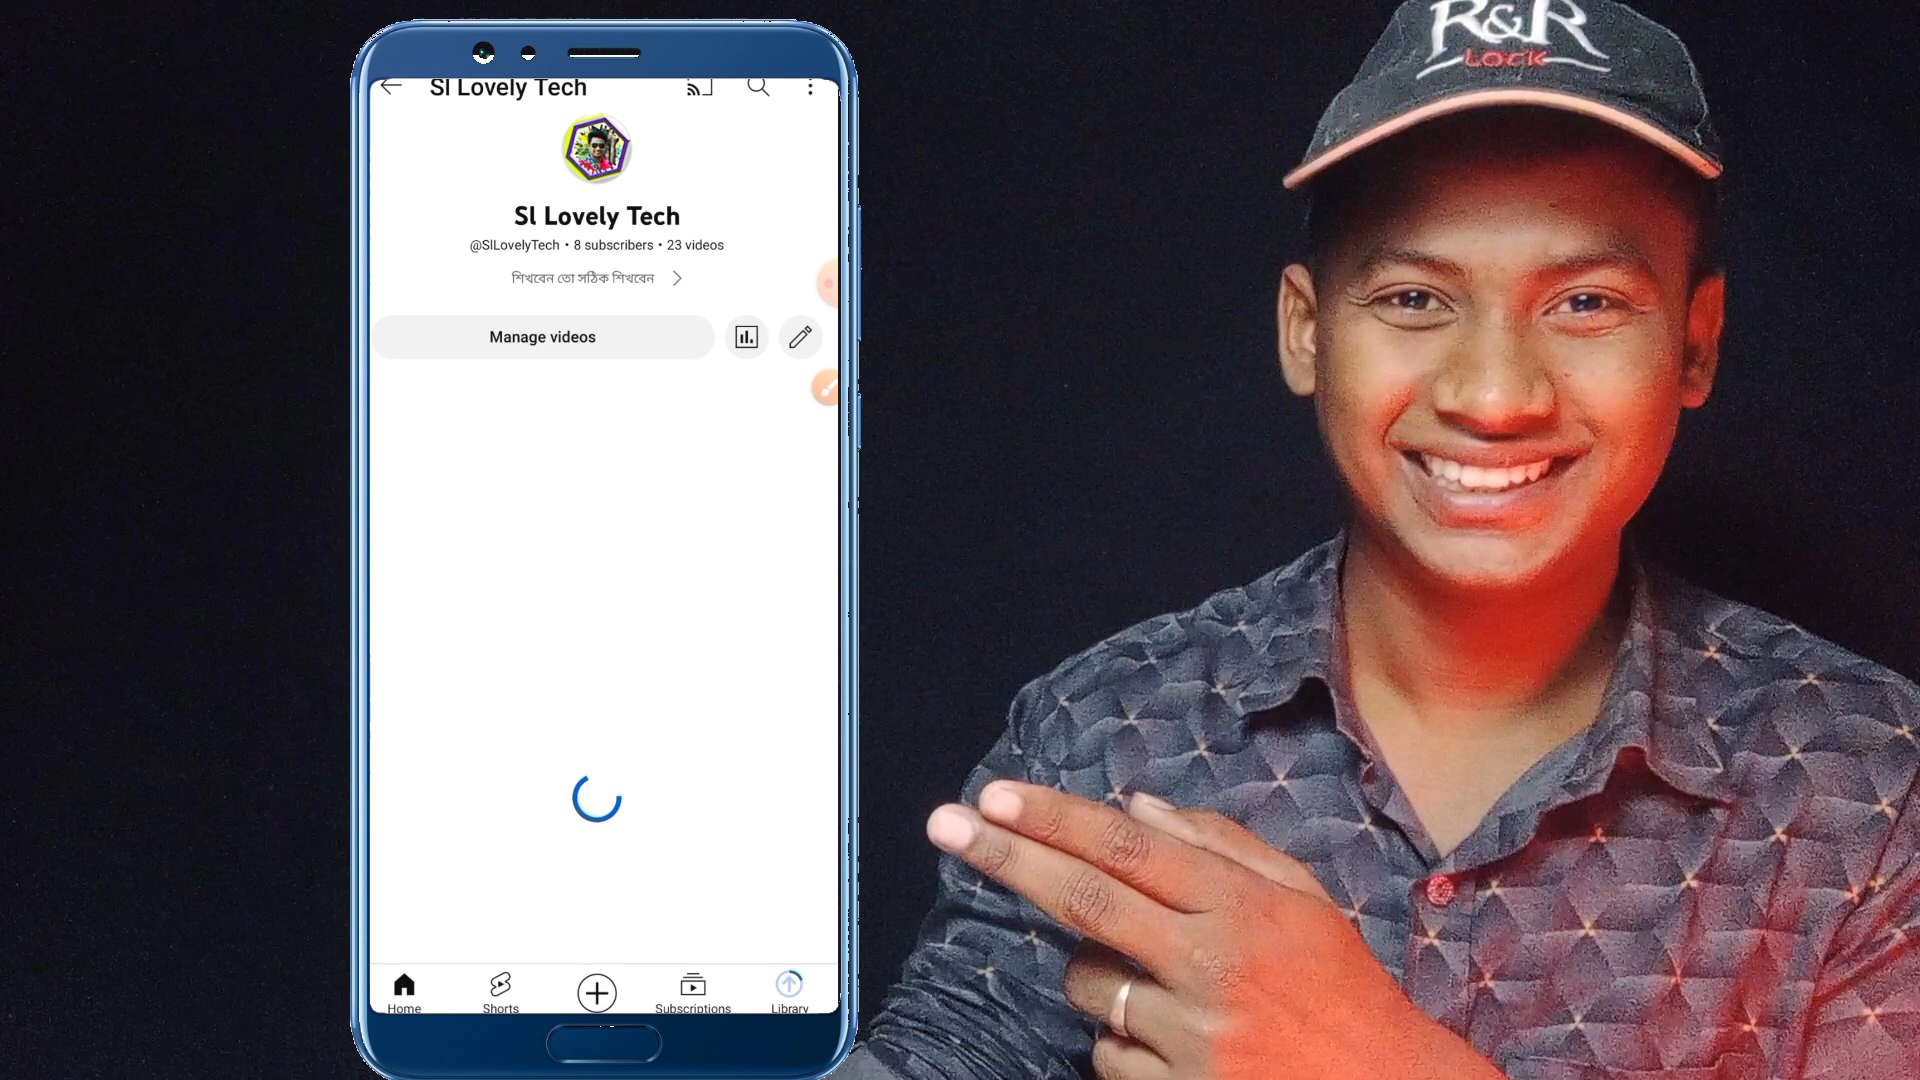 Sl Lovely Tech
Sl Lovely Tech
@SlLovelyTech • 8 subscribers • 23 videos
শিখবেন তো সঠিক শিখবেন
Manage videos
Home
Shorts
Subscriptions
Library
R&R
LOCK